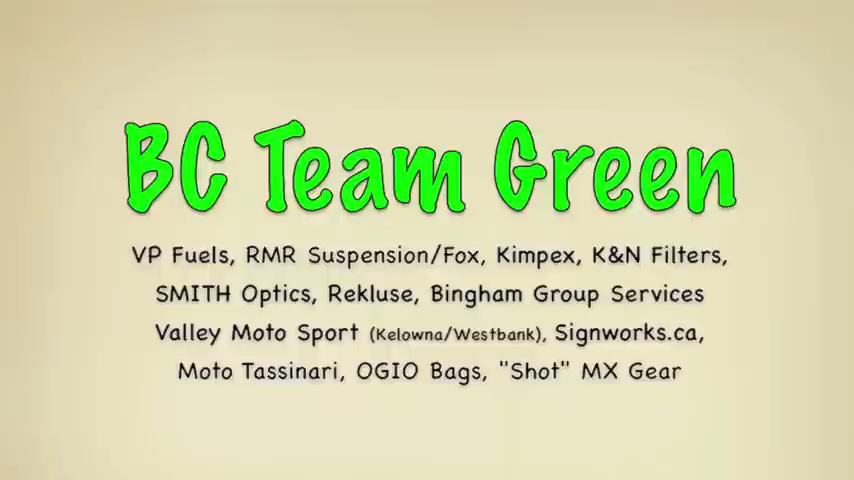 BC Team Green
VP Fuels, RMR Suspension/Fox, Kimpex, K&N Filters,
SMITH Optics, Rekluse, Bingham Group Services
Valley Moto Sport (Kelowna/Westbank), Signworks.ca,
Moto Tassinari, OGIO Bags, "Shot" MX Gear